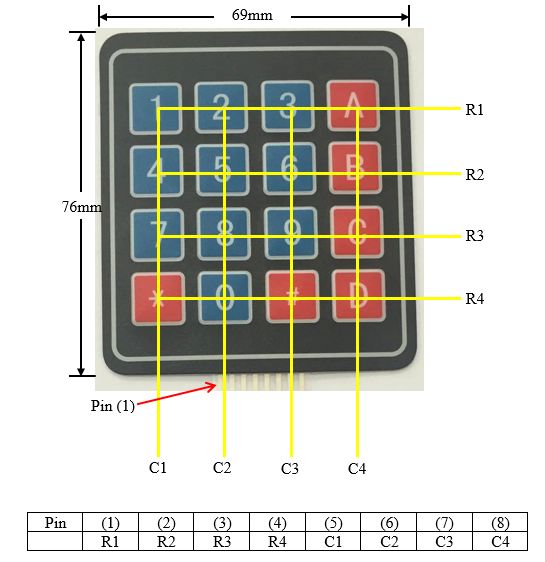 69mm
1 2 3 A R1
4 5 6 B R2
76mm
7 8 9 C R3
* 0 # D R4
Pin (1)
C1 C2 C3 C4
Pin (1) (2) (3) (4) (5) (6) (7) (8)
R1 R2 R3 R4 C1 C2 C3 C4